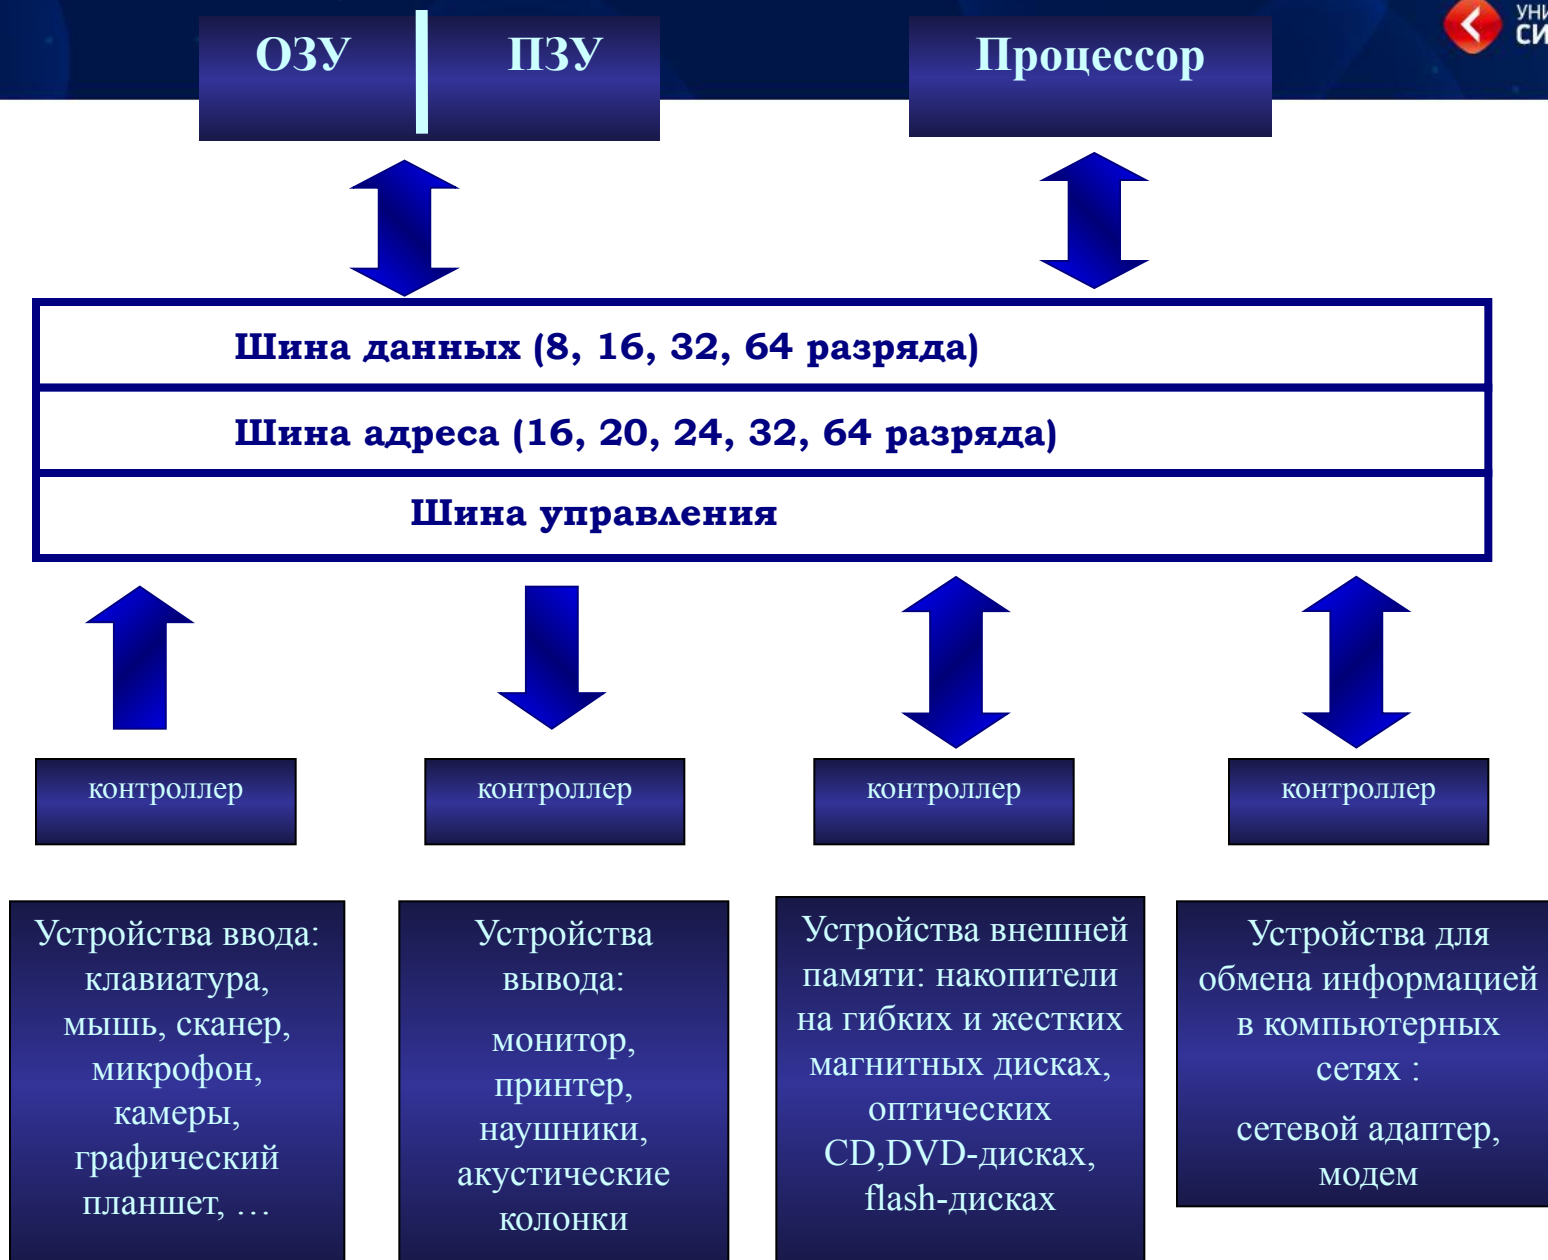 ОЗУ
ПЗУ
Процессор
Шина данных (8, 16, 32, 64 разряда)
Шина адреса (16, 20, 24, 32, 64 разряда)
Шина управления
контроллер
контроллер
контроллер
контроллер
Устройства ввода:
клавиатура,
мышь, сканер,
микрофон,
камеры,
графический
планшет, …
Устройства
вывода:
монитор,
принтер,
наушники,
акустические
колонки
Устройства внешней
памяти: накопители
на гибких и жестких
магнитных дисках,
оптических
CD,DVD-дисках,
flash-дисках
Устройства для
обмена информацией
в компьютерных
сетях :
сетевой адаптер,
модем